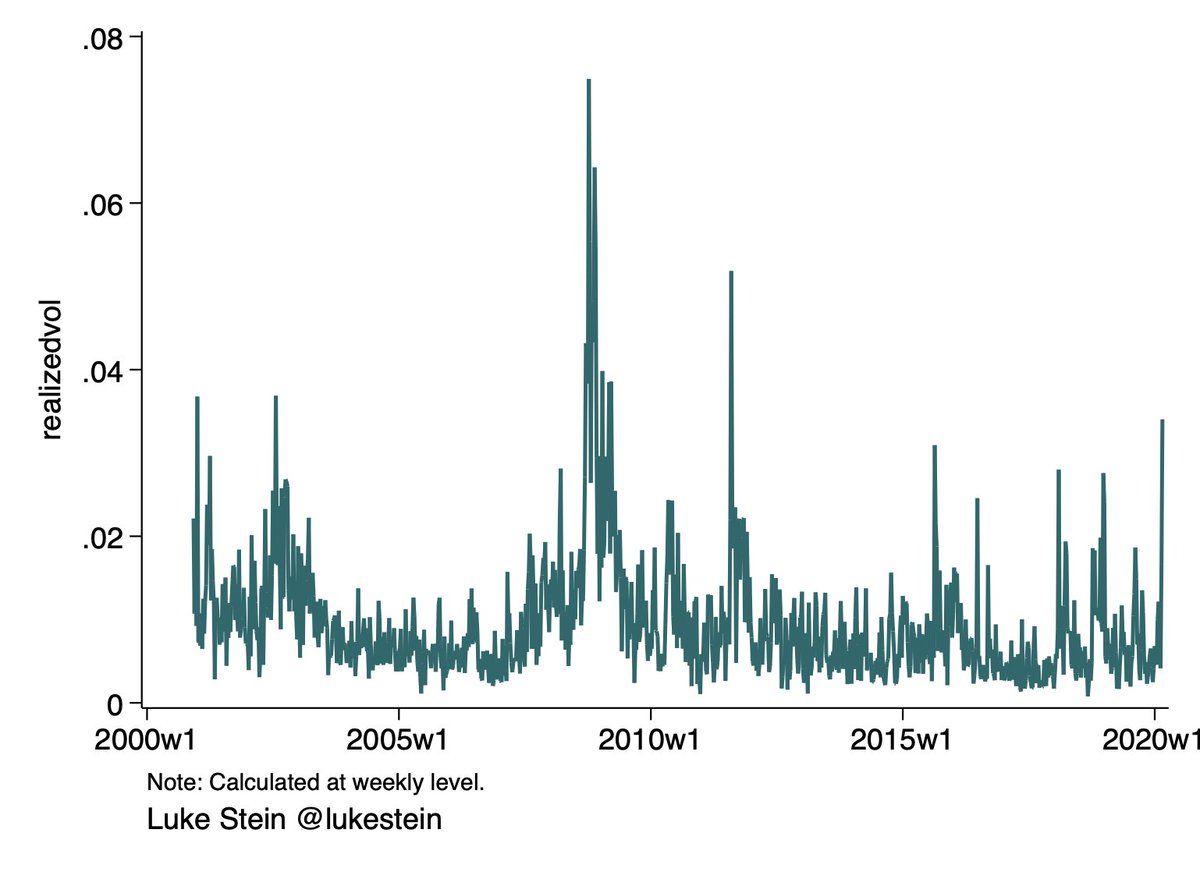 .08
.06
.04
.02
0
realizedvol
2000w1 2005w1 2010w1 2015w1 2020w1
Note: Calculated at weekly level.
Luke Stein @lukestein